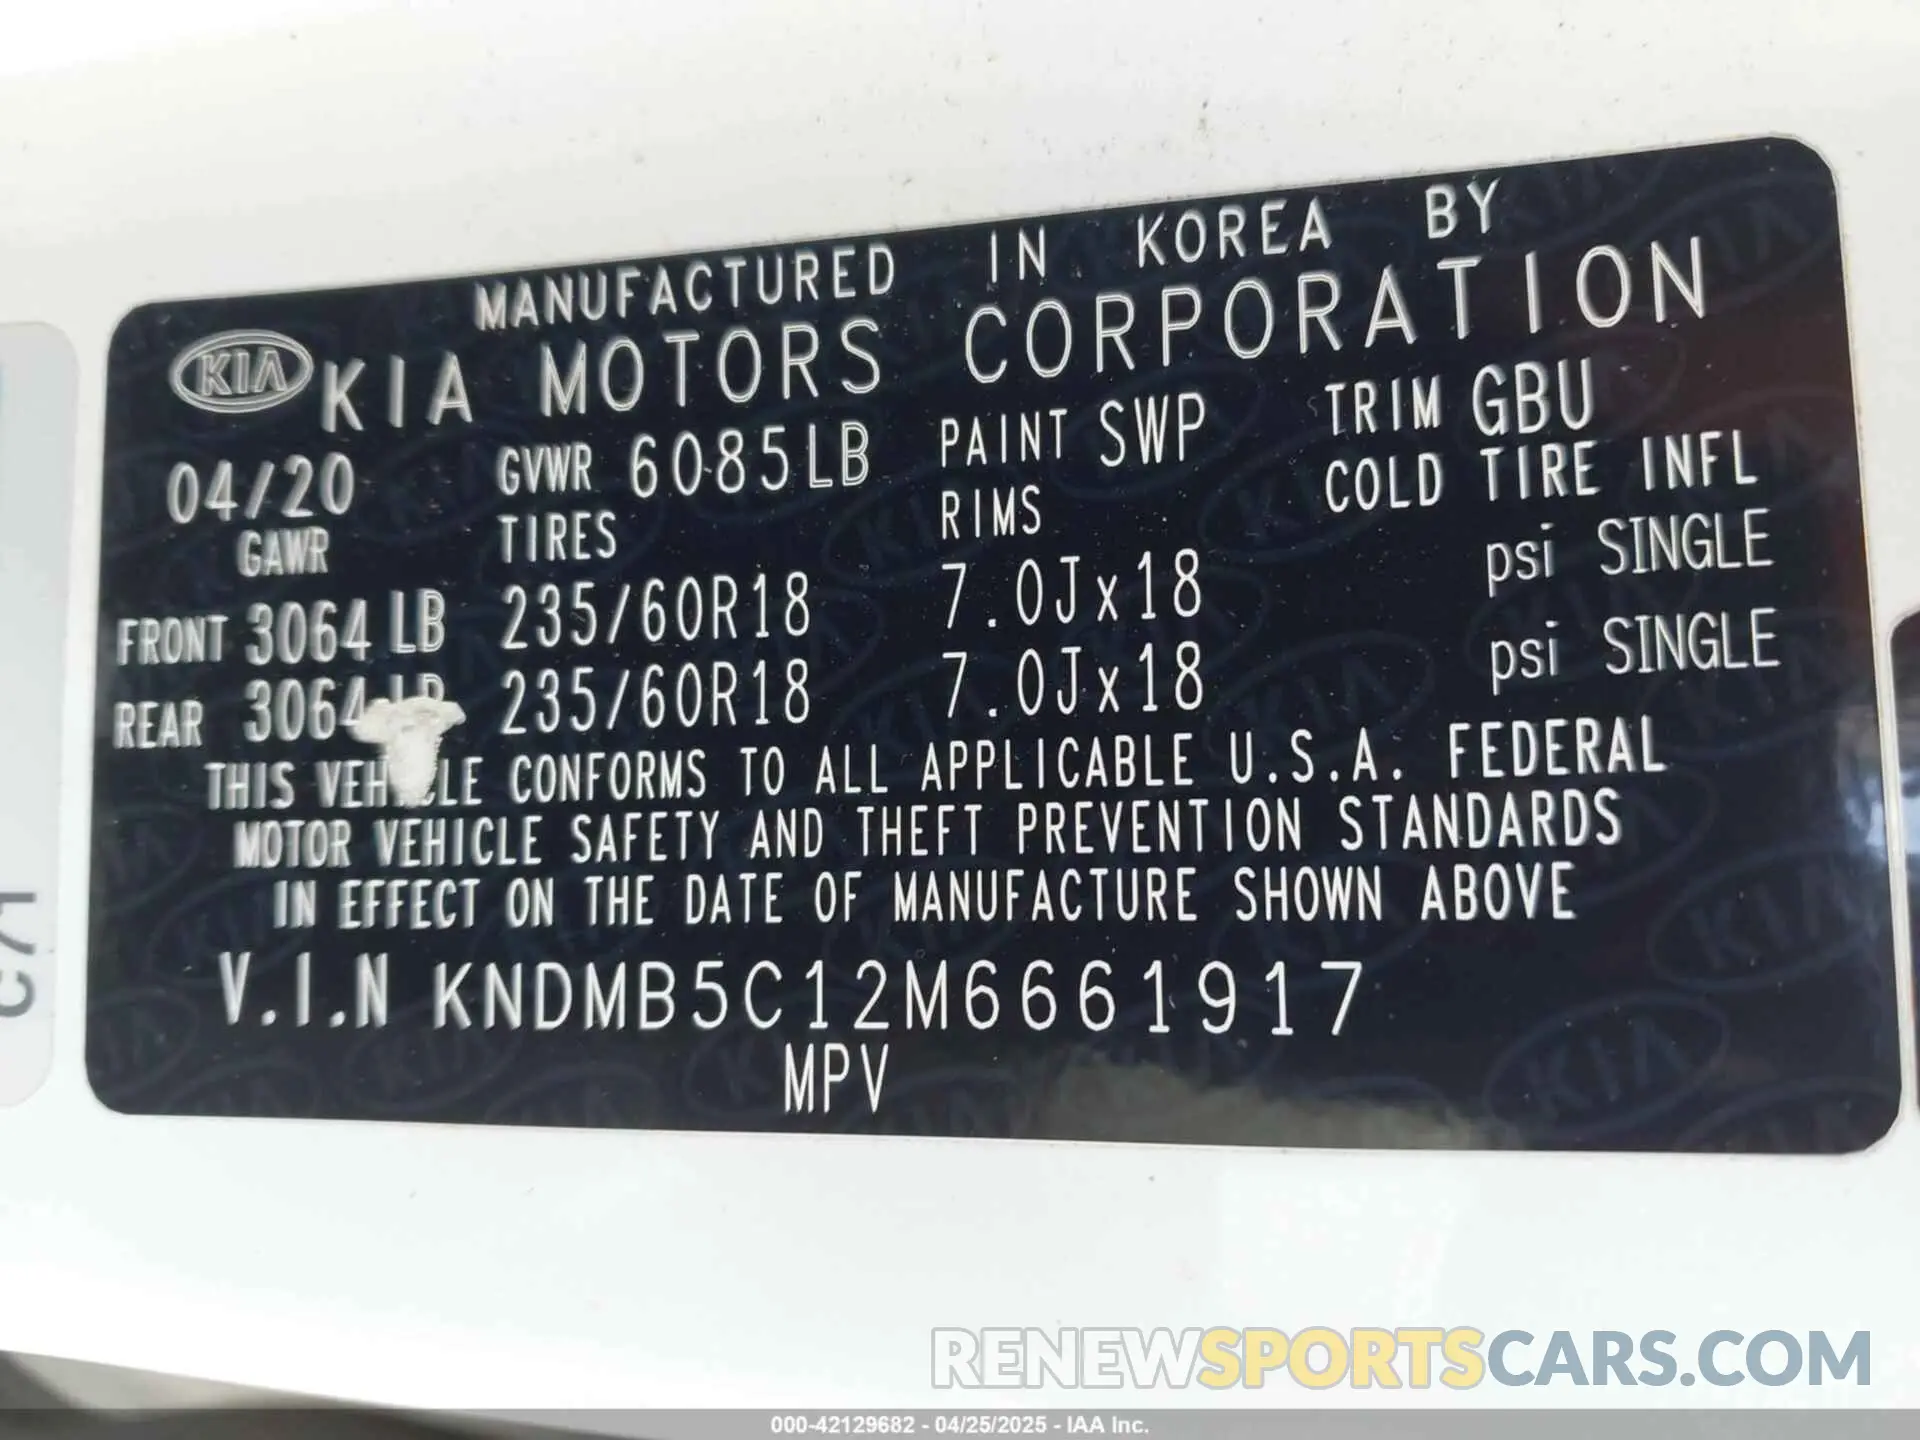 MANUFACTURED IN KOREA BY
KIA KIA MOTORS CORPORATION
04/20 GVWR 6085LB PAINT SWP TRIM GBU
GAWR TIRES RIMS COLD TIRE INFL
FRONT 3064 LB 235/60R18 7.0Jx18 psi SINGLE
REAR 3064 LB 235/60R18 7.0Jx18 psi SINGLE
THIS VEHICLE CONFORMS TO ALL APPLICABLE U.S.A. FEDERAL
MOTOR VEHICLE SAFETY AND THEFT PREVENTION STANDARDS
IN EFFECT ON THE DATE OF MANUFACTURE SHOWN ABOVE
V.I.N KNDMB5C12M6661917
MPV
RENEWSPORTSCARS.COM
000-42129682 - 04/25/2025 - IAA Inc.